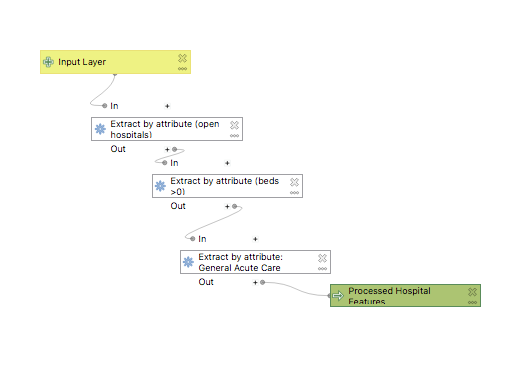 Input Layer
In +
Extract by attribute (open
hospitals)
Out +
In +
Extract by attribute (beds
>0)
Out +
In +
Extract by attribute:
General Acute Care
Out +
Processed Hospital
Features